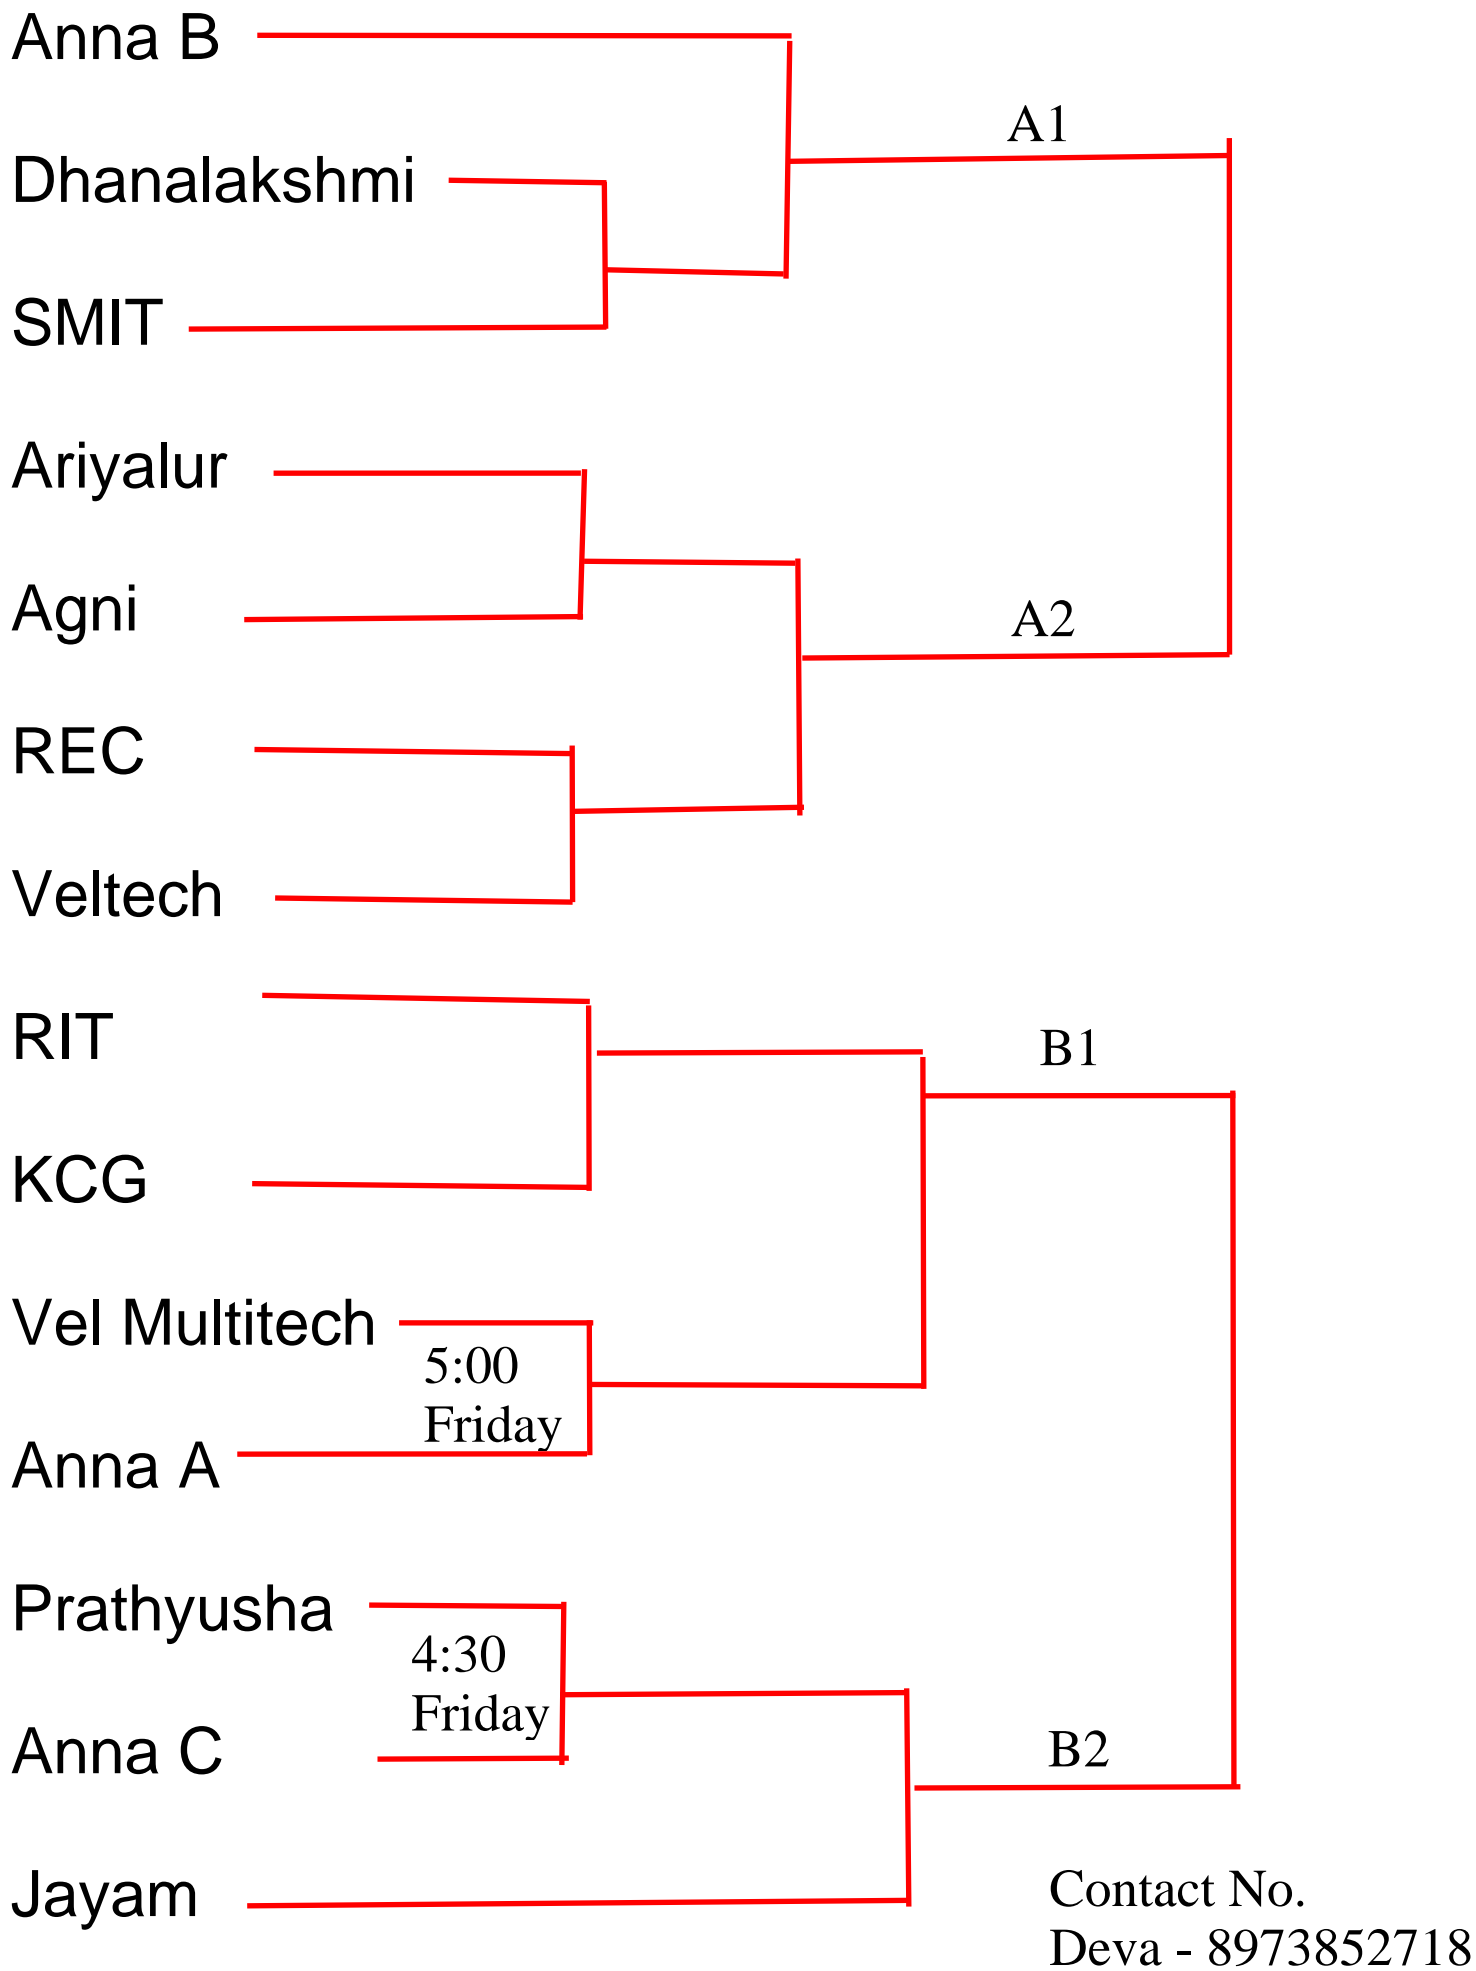 Anna B
A1
Dhanalakshmi
SMIT
Ariyalur
Agni
A2
REC
Veltech
RIT
B1
KCG
Vel Multitech
5:00
Friday
Anna A
Prathyusha
4:30
Friday
Anna C
B2
Jayam
Contact No.
Deva - 8973852718